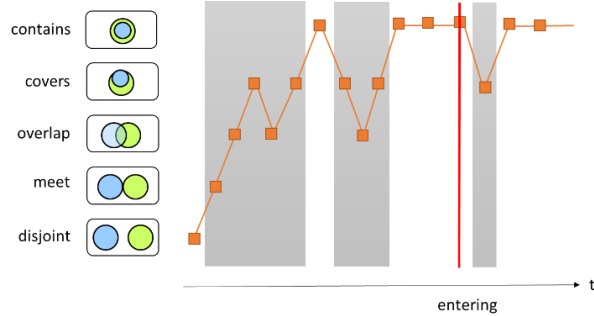 contains
covers
overlap
meet
disjoint
t
entering